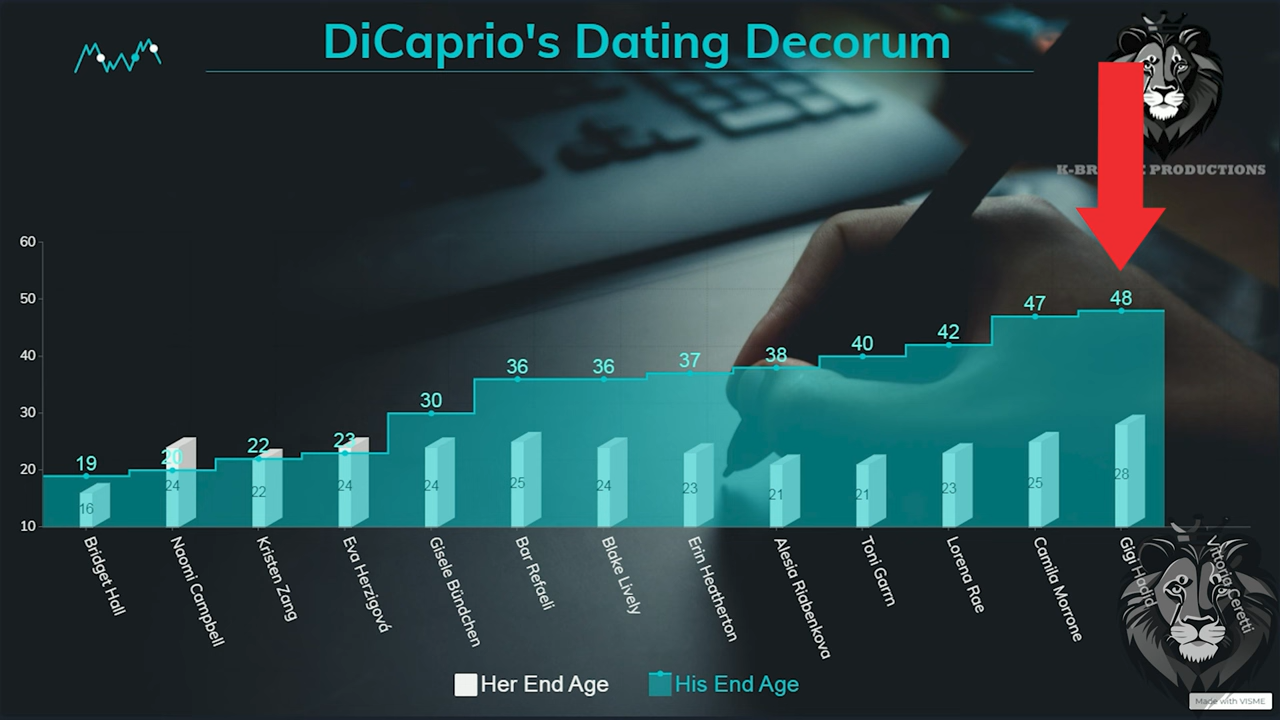 DiCaprio's Dating Decorum
PRODUCTIONS
60
50
40
30
20
10
19
20
22
23
30
36
36
37
38
40
42
47
48
16
24
22
24
24
25
24
23
21
21
23
25
28
Bridget Hall
Naomi Campbell
Kristen Zang
Eva Herzigová
Gisele Bündchen
Bar Refaeli
Blake Lively
Erin Heatherton
Alesia Riabenkova
Toni Garrn
Lorena Rae
Camila Morrone
Gigi
Ceretti
Her End Age
His End Age
Made with VISME